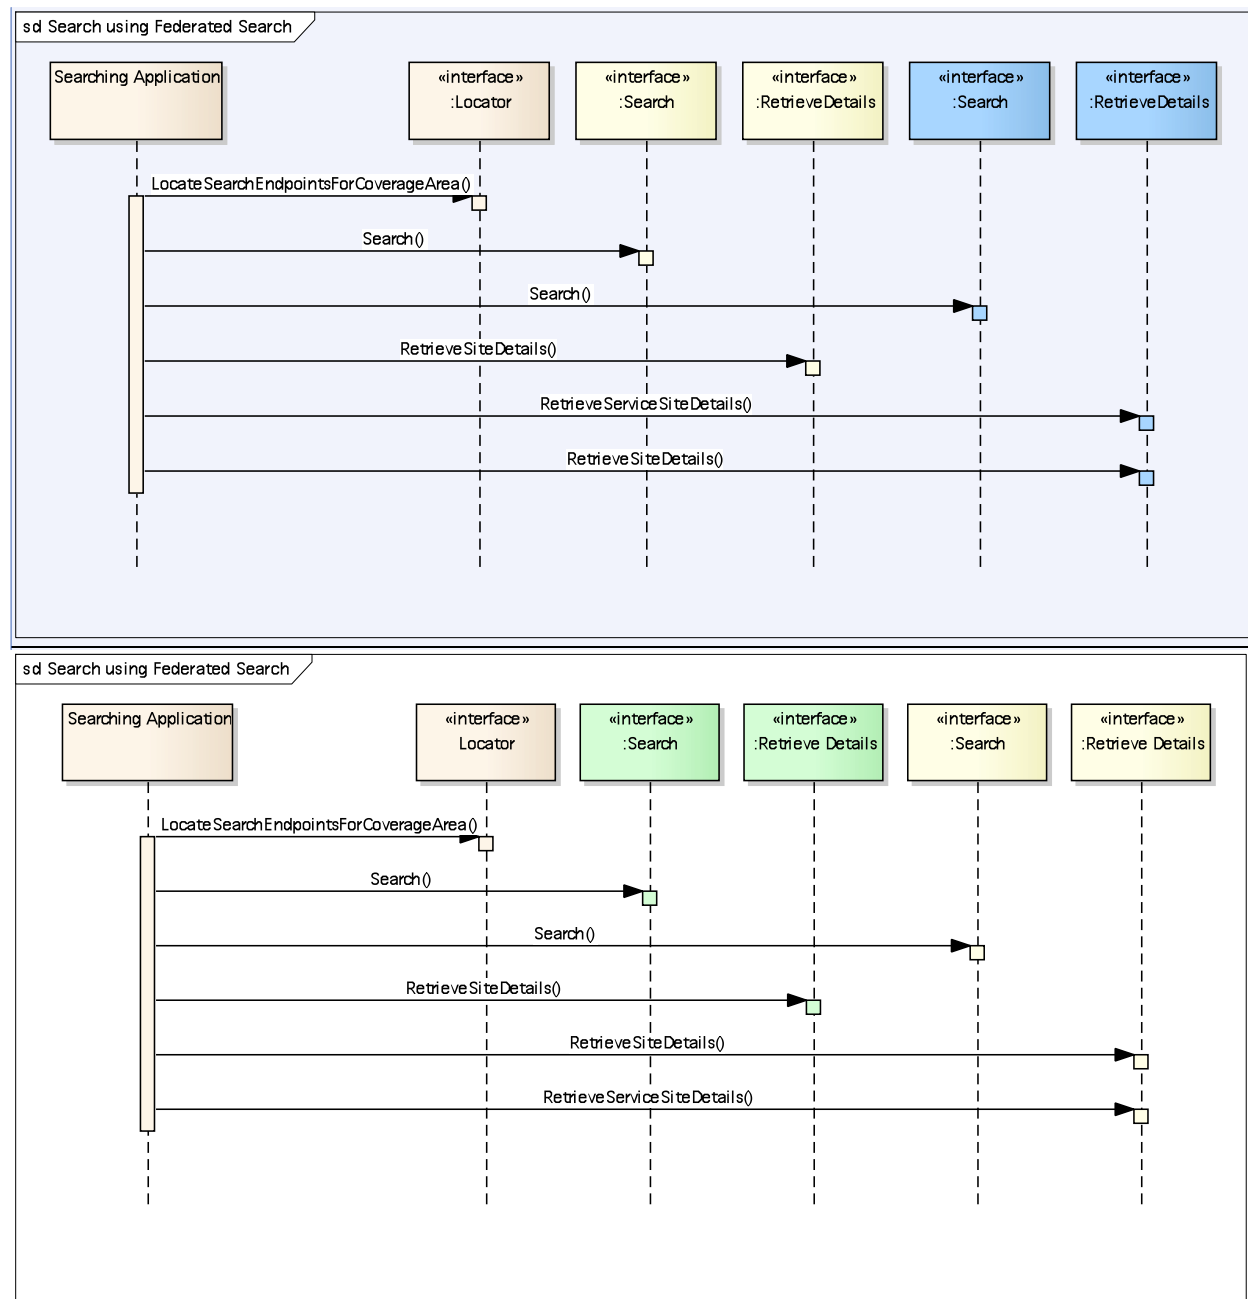 sd Search using Federated Search
Searching Application
«interface»
:Locator
«interface»
:Search
«interface»
:RetrieveDetails
«interface»
:Search
«interface»
:RetrieveDetails
LocateSearchEndpointsForCoverageArea()
Search()
Search()
RetrieveSiteDetails()
RetrieveServiceSiteDetails()
RetrieveSiteDetails()
sd Search using Federated Search
Searching Application
«interface»
Locator
«interface»
:Search
«interface»
:Retrieve Details
«interface»
:Search
«interface»
:Retrieve Details
LocateSearchEndpointsForCoverageArea()
Search()
Search()
RetrieveSiteDetails()
RetrieveSiteDetails()
RetrieveServiceSiteDetails()